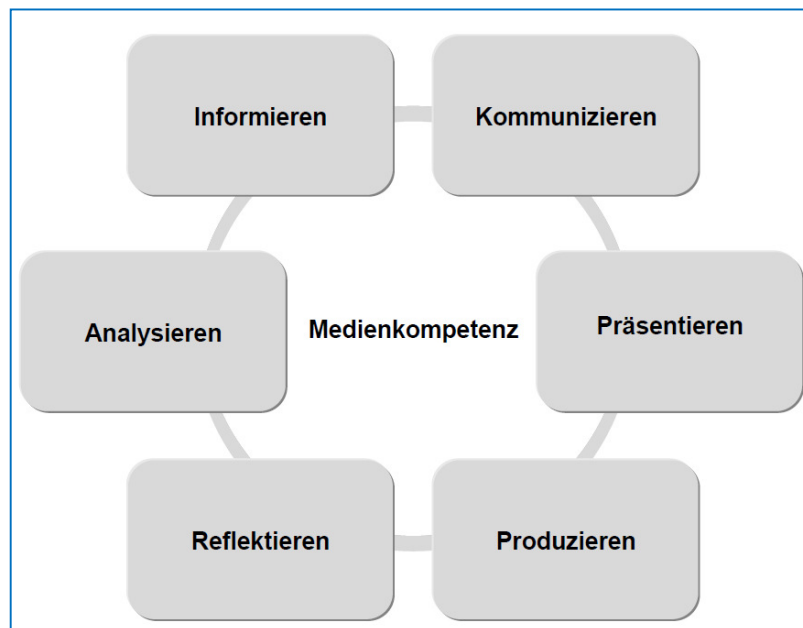 Informieren
Kommunizieren
Analysieren
Medienkompetenz
Präsentieren
Reflektieren
Produzieren